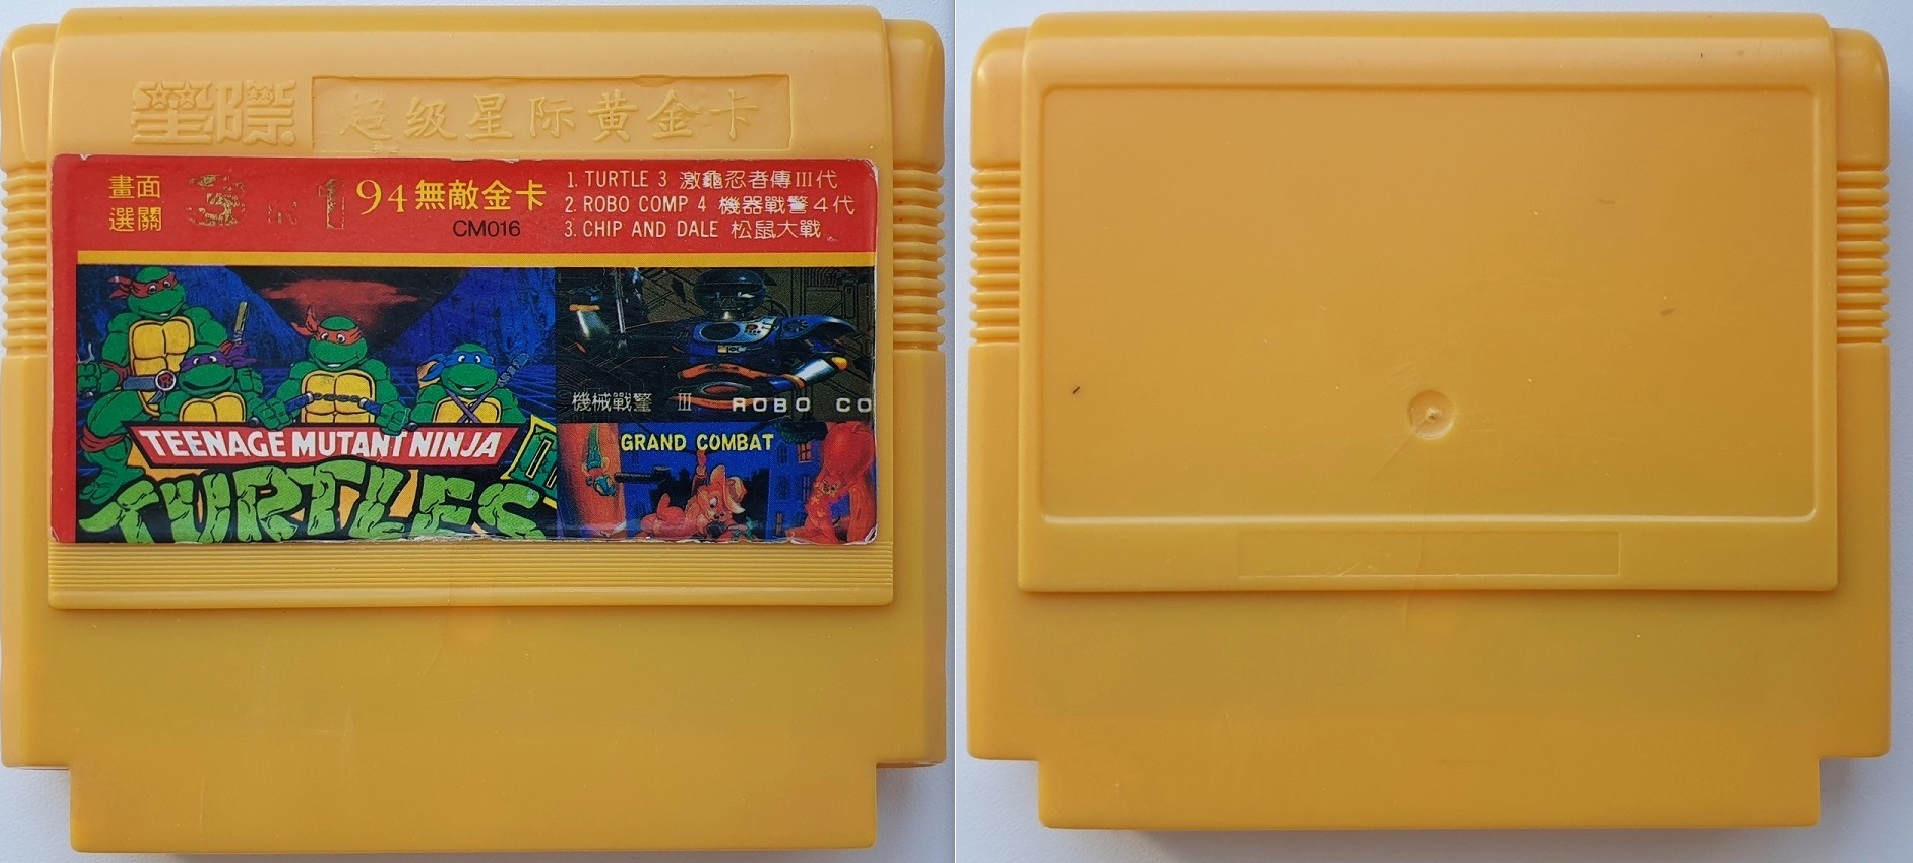 星際 超级星际黄金卡
畫面
選關
3 IN 1
94無敵金卡
CM016
1. TURTLE 3 激龜忍者傳III代
2. ROBO COMP 4 機器戰警4代
3. CHIP AND DALE 松鼠大戰
TEENAGE MUTANT NINJA
TURTLES
機械戰警 III ROBO CO
GRAND COMBAT